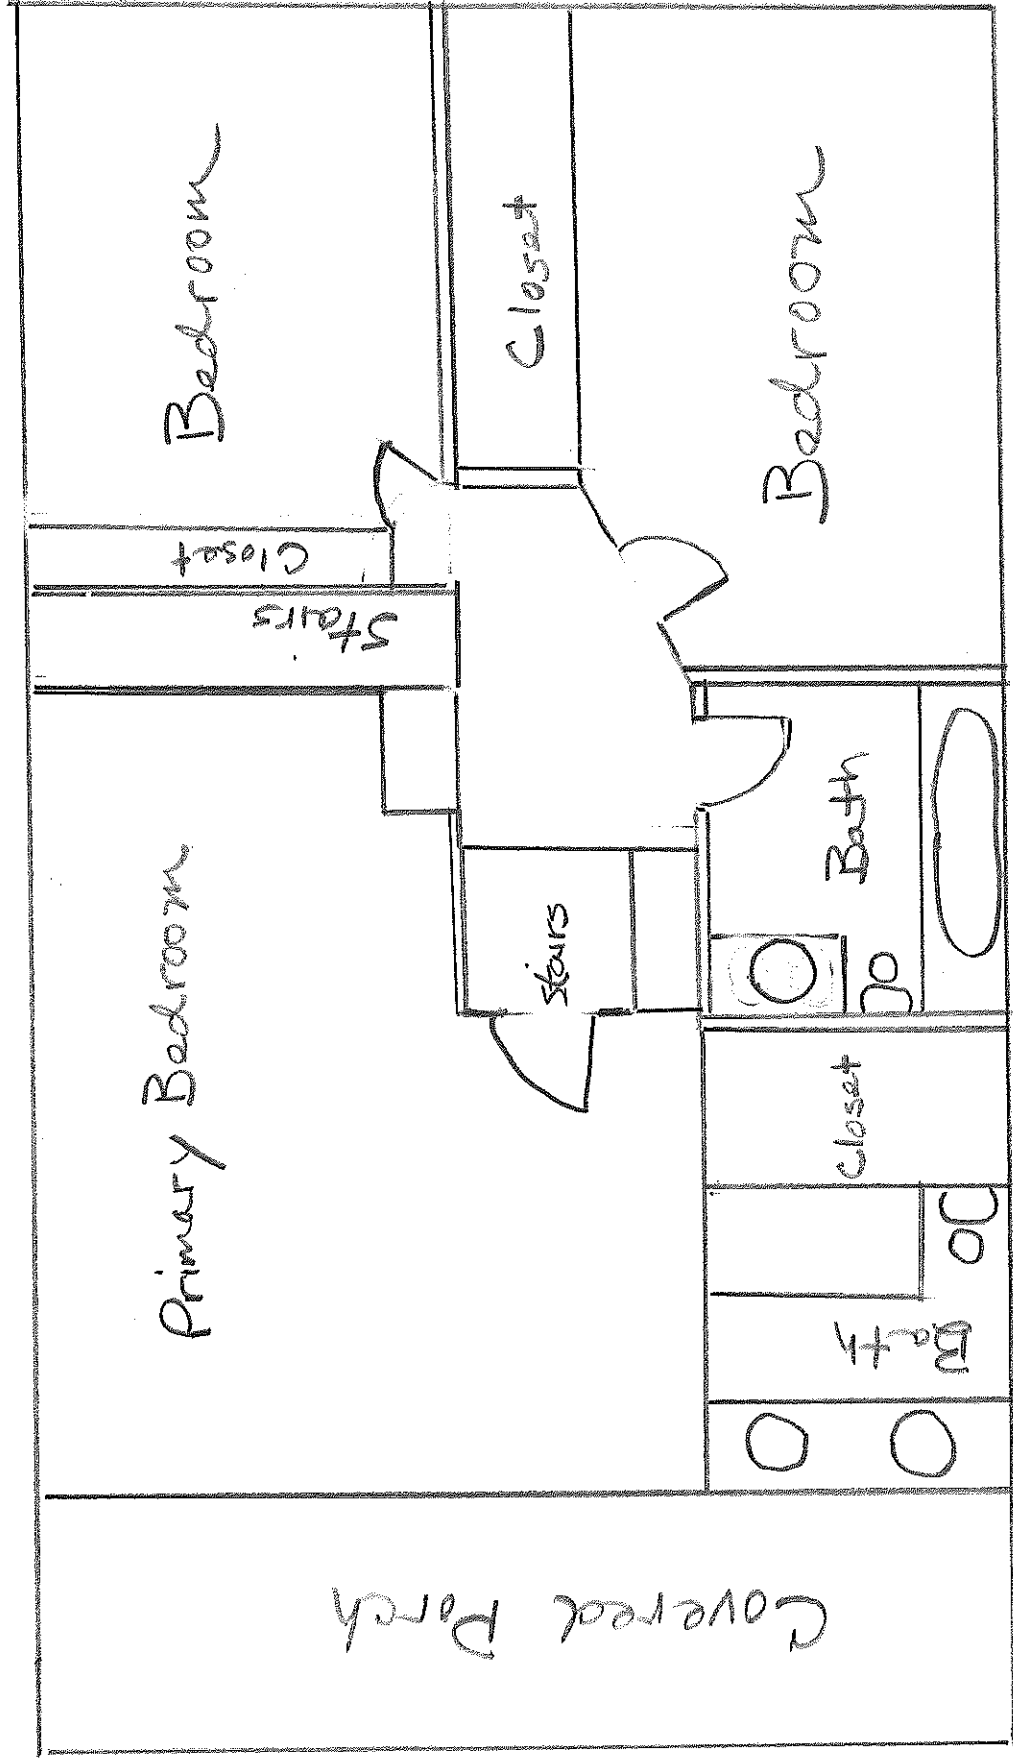 Bedroom
Closet
Bedroom
Closet
Stairs
Primary Bedroom
Stairs
Bath
Closet
Bath
Covered Porch